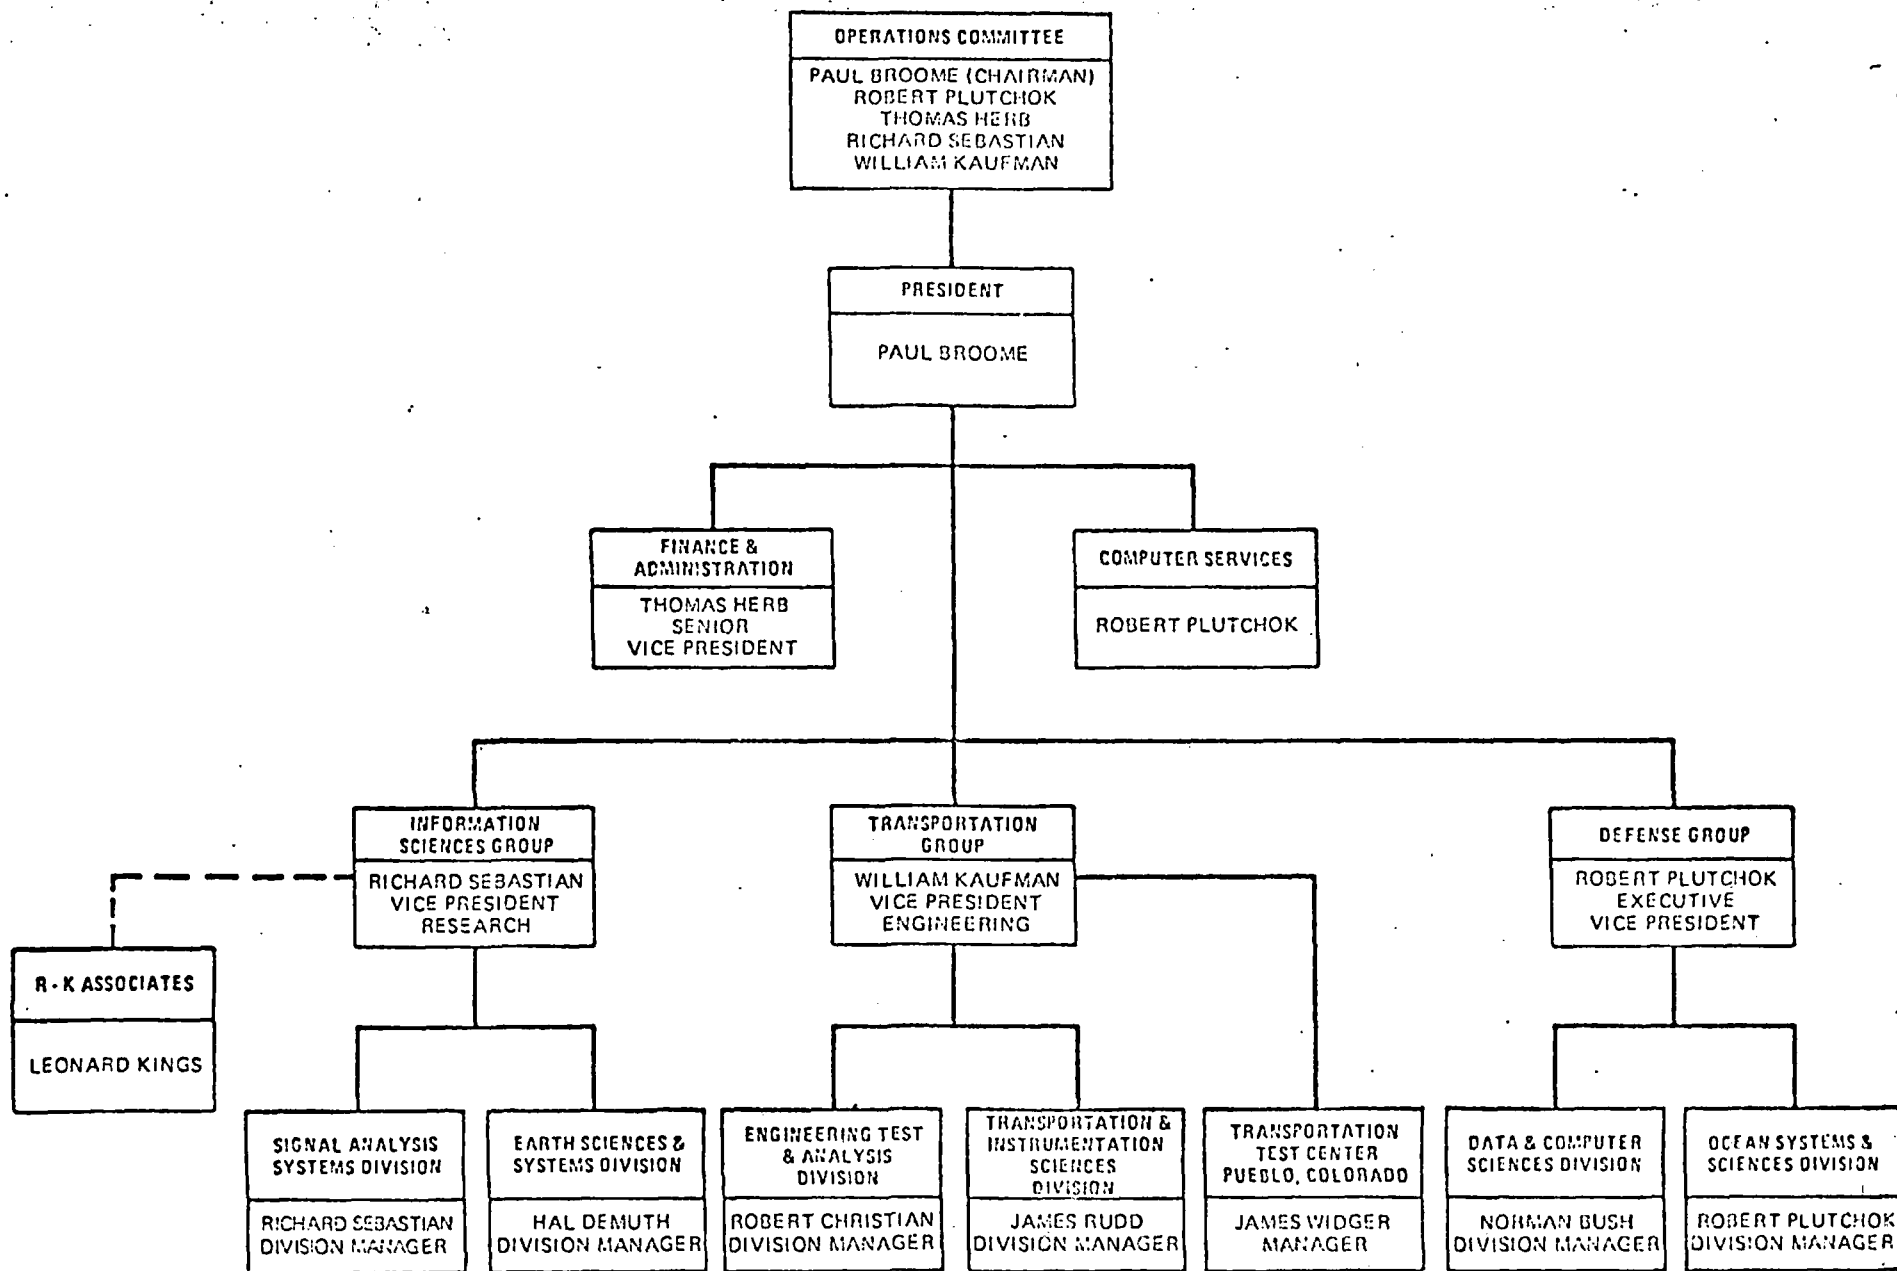 OPERATIONS COMMITTEE
PAUL BROOME (CHAIRMAN)
ROBERT PLUTCHOK
THOMAS HERB
RICHARD SEBASTIAN
WILLIAM KAUFMAN
PRESIDENT
PAUL BROOME
FINANCE &
ADMINISTRATION
THOMAS HERB
SENIOR
VICE PRESIDENT
COMPUTER SERVICES
ROBERT PLUTCHOK
INFORMATION
SCIENCES GROUP
RICHARD SEBASTIAN
VICE PRESIDENT
RESEARCH
TRANSPORTATION
GROUP
WILLIAM KAUFMAN
VICE PRESIDENT
ENGINEERING
DEFENSE GROUP
ROBERT PLUTCHOK
EXECUTIVE
VICE PRESIDENT
R-K ASSOCIATES
LEONARD KINGS
SIGNAL ANALYSIS
SYSTEMS DIVISION
RICHARD SEBASTIAN
DIVISION MANAGER
EARTH SCIENCES &
SYSTEMS DIVISION
HAL DEMUTH
DIVISION MANAGER
ENGINEERING TEST
& ANALYSIS
DIVISION
ROBERT CHRISTIAN
DIVISION MANAGER
TRANSPORTATION &
INSTRUMENTATION
SCIENCES
DIVISION
JAMES RUDD
DIVISION MANAGER
TRANSPORTATION
TEST CENTER
PUEBLO, COLORADO
JAMES WIDGER
MANAGER
DATA & COMPUTER
SCIENCES DIVISION
NORMAN BUSH
DIVISION MANAGER
OCEAN SYSTEMS &
SCIENCES DIVISION
ROBERT PLUTCHOK
DIVISION MANAGER